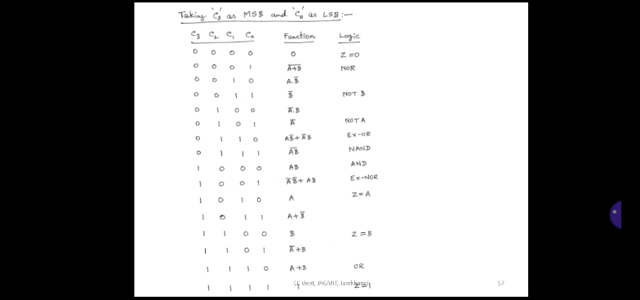 Taking 'C3' as MSB and 'C0' as LSB:—
C3 C2 C1 C0 Function Logic
0 0 0 0 0 Z=0
0 0 0 1 A̅+̅B̅ NOR
0 0 1 0 A.B̅
0 0 1 1 B̅ NOT B
0 1 0 0 A̅.B
0 1 0 1 A̅ NOT A
0 1 1 0 AB̅+A̅B Ex-OR
0 1 1 1 A̅B̅ NAND
1 0 0 0 AB AND
1 0 0 1 A̅B̅+AB Ex-NOR
1 0 1 0 A Z=A
1 0 1 1 A+B̅
1 1 0 0 B Z=B
1 1 0 1 A̅+B
1 1 1 0 A+B OR
1 1 1 1 1 Z=1
57